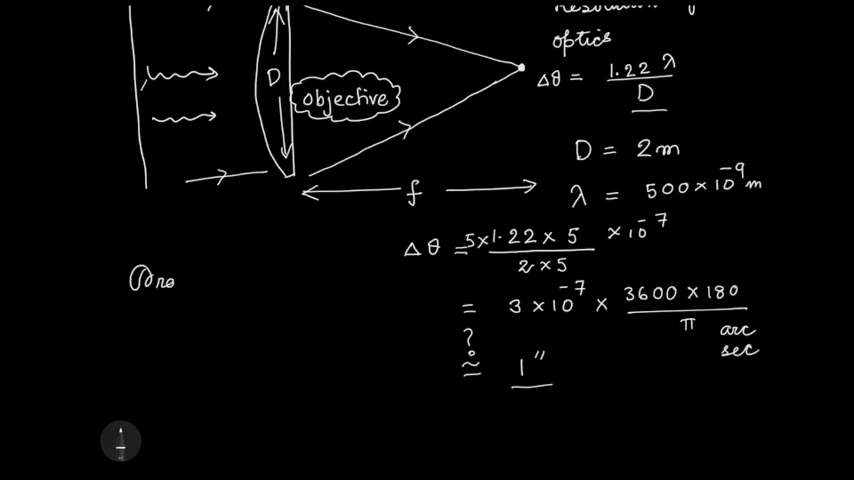 optics
Δθ = 1.22 λ / D
D
objective
D = 2m
λ = 500 × 10⁻⁹ m
f
Δθ = 5×1.22 × 5 / 2 × 5 × 10⁻⁷
= 3 × 10⁻⁷ × 3600 × 180 / π arc sec
?
≃ 1"